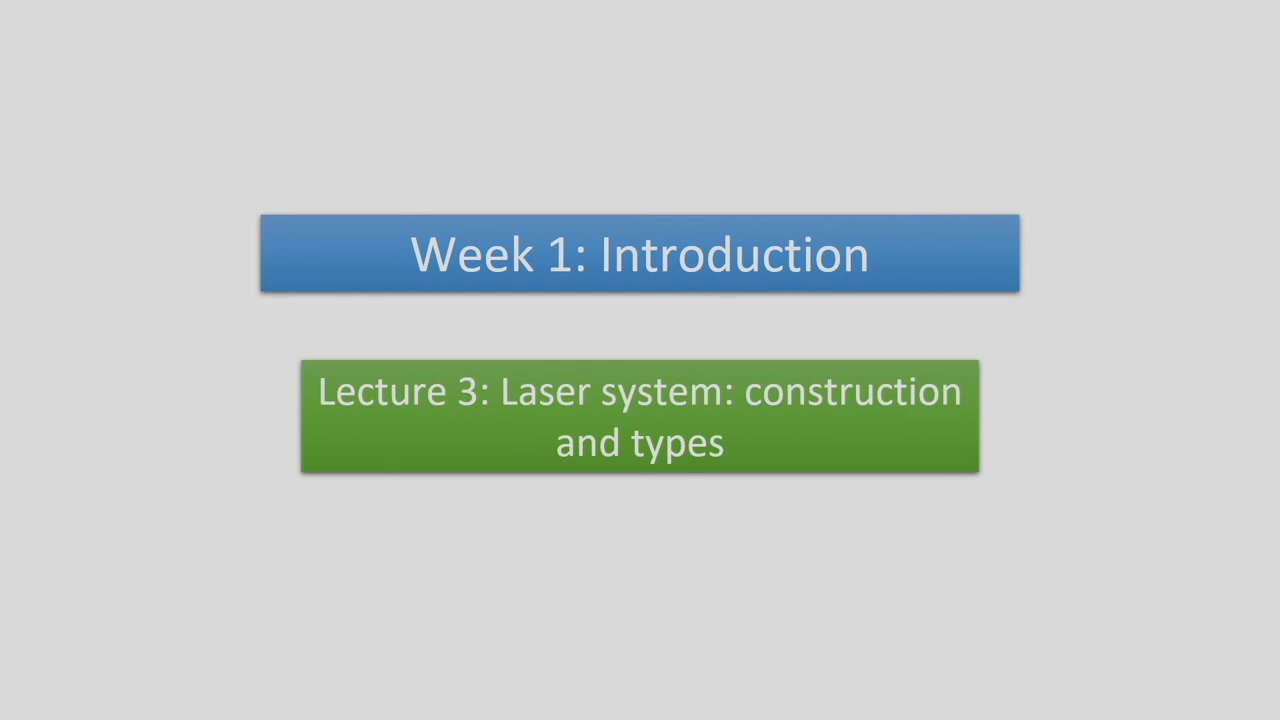 Week 1: Introduction
Lecture 3: Laser system: construction
and types